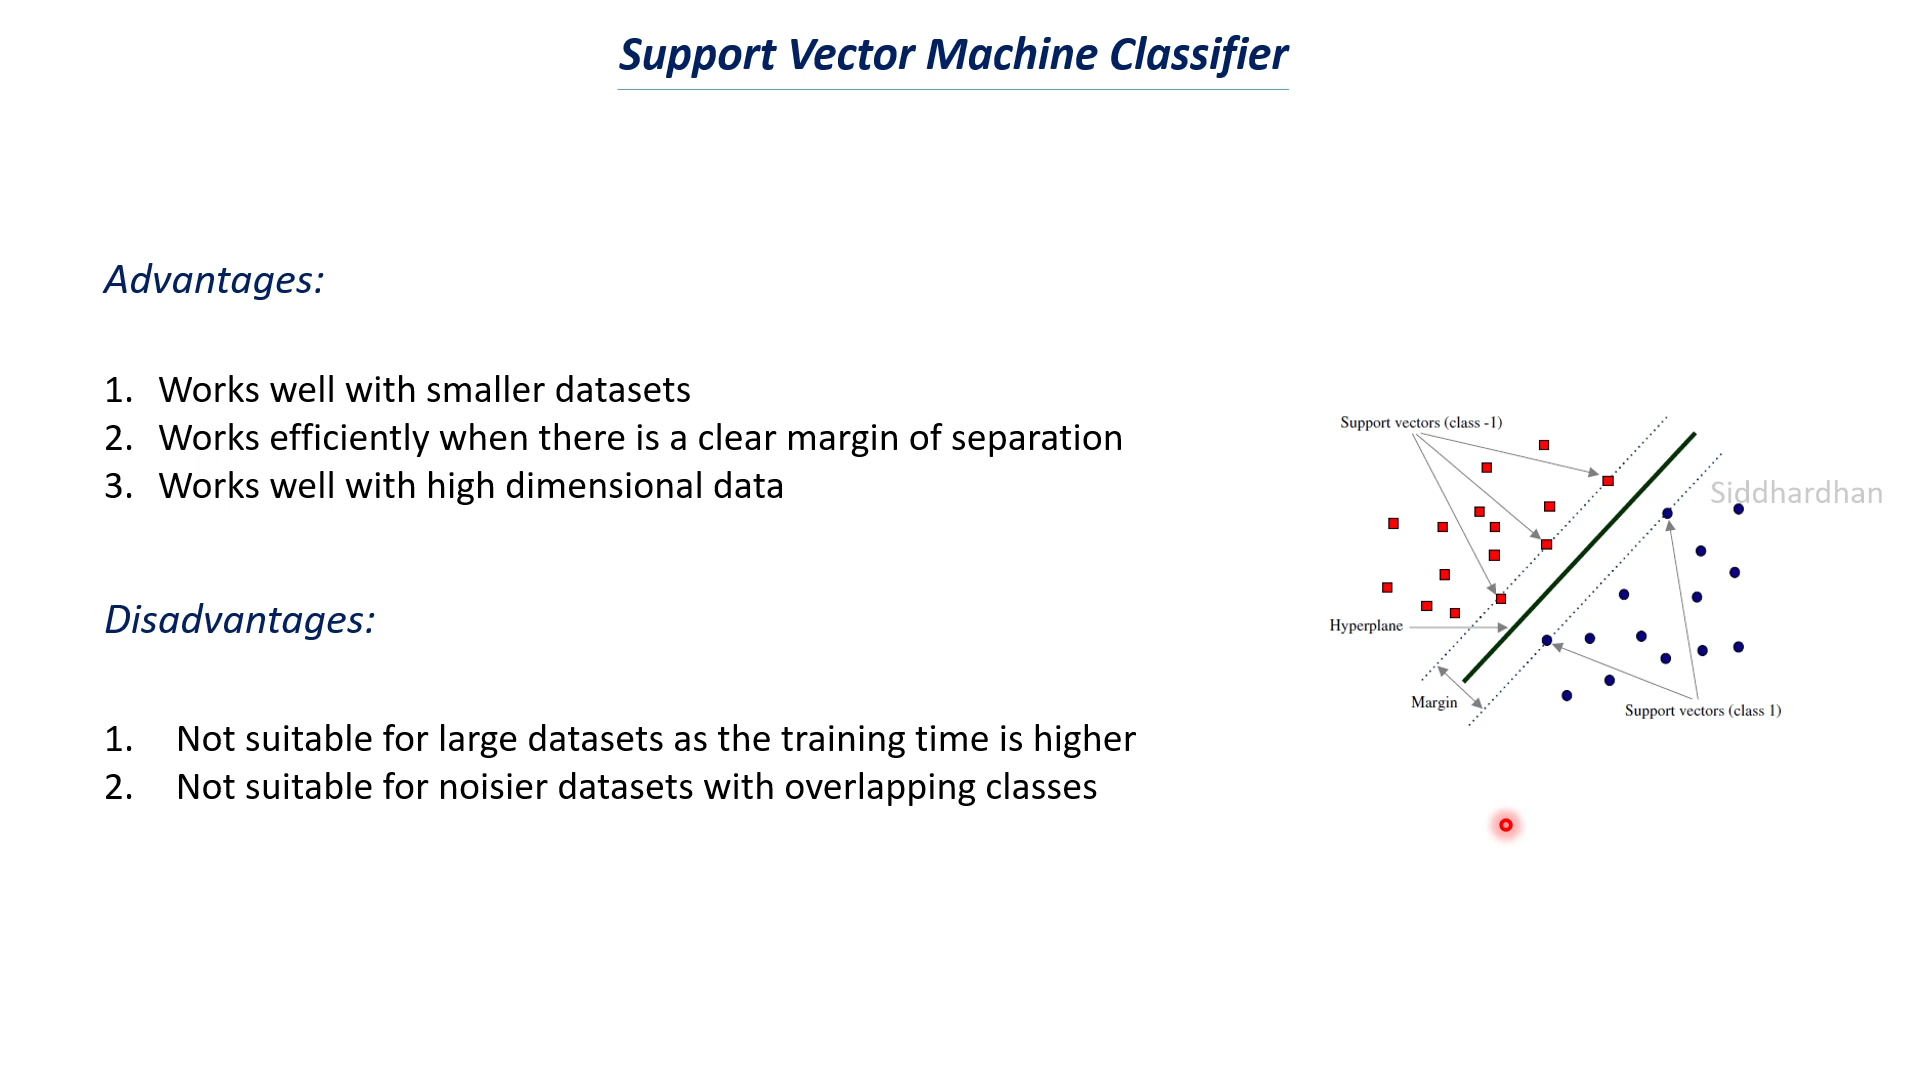 Support Vector Machine Classifier
Advantages:
1. Works well with smaller datasets
2. Works efficiently when there is a clear margin of separation
3. Works well with high dimensional data
Disadvantages:
1. Not suitable for large datasets as the training time is higher
2. Not suitable for noisier datasets with overlapping classes
Support vectors (class -1)
Siddhardhan
Hyperplane
Margin
Support vectors (class 1)